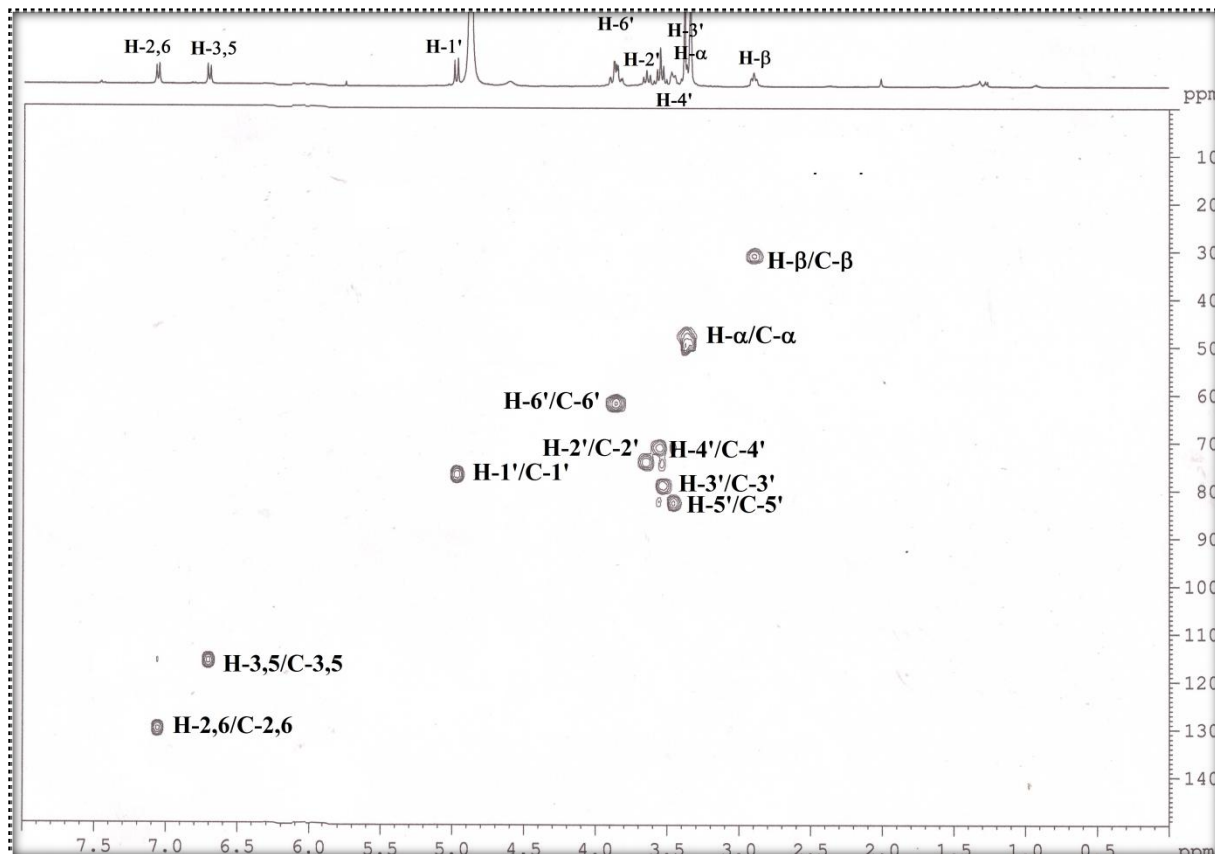 H-6' H-3'
H-2,6 H-3,5 H-1' H-2' H-α H-β
H-4'
ppm
10
20
H-β/C-β 30
40
H-α/C-α
50
H-6'/C-6' 60
H-2'/C-2' H-4'/C-4' 70
H-1'/C-1'
H-3'/C-3' 80
H-5'/C-5'
90
100
110
H-3,5/C-3,5
120
H-2,6/C-2,6 130
140
7.5 7.0 6.5 6.0 5.5 5.0 4.5 4.0 3.5 3.0 2.5 2.0 1.5 1.0 0.5 ppm